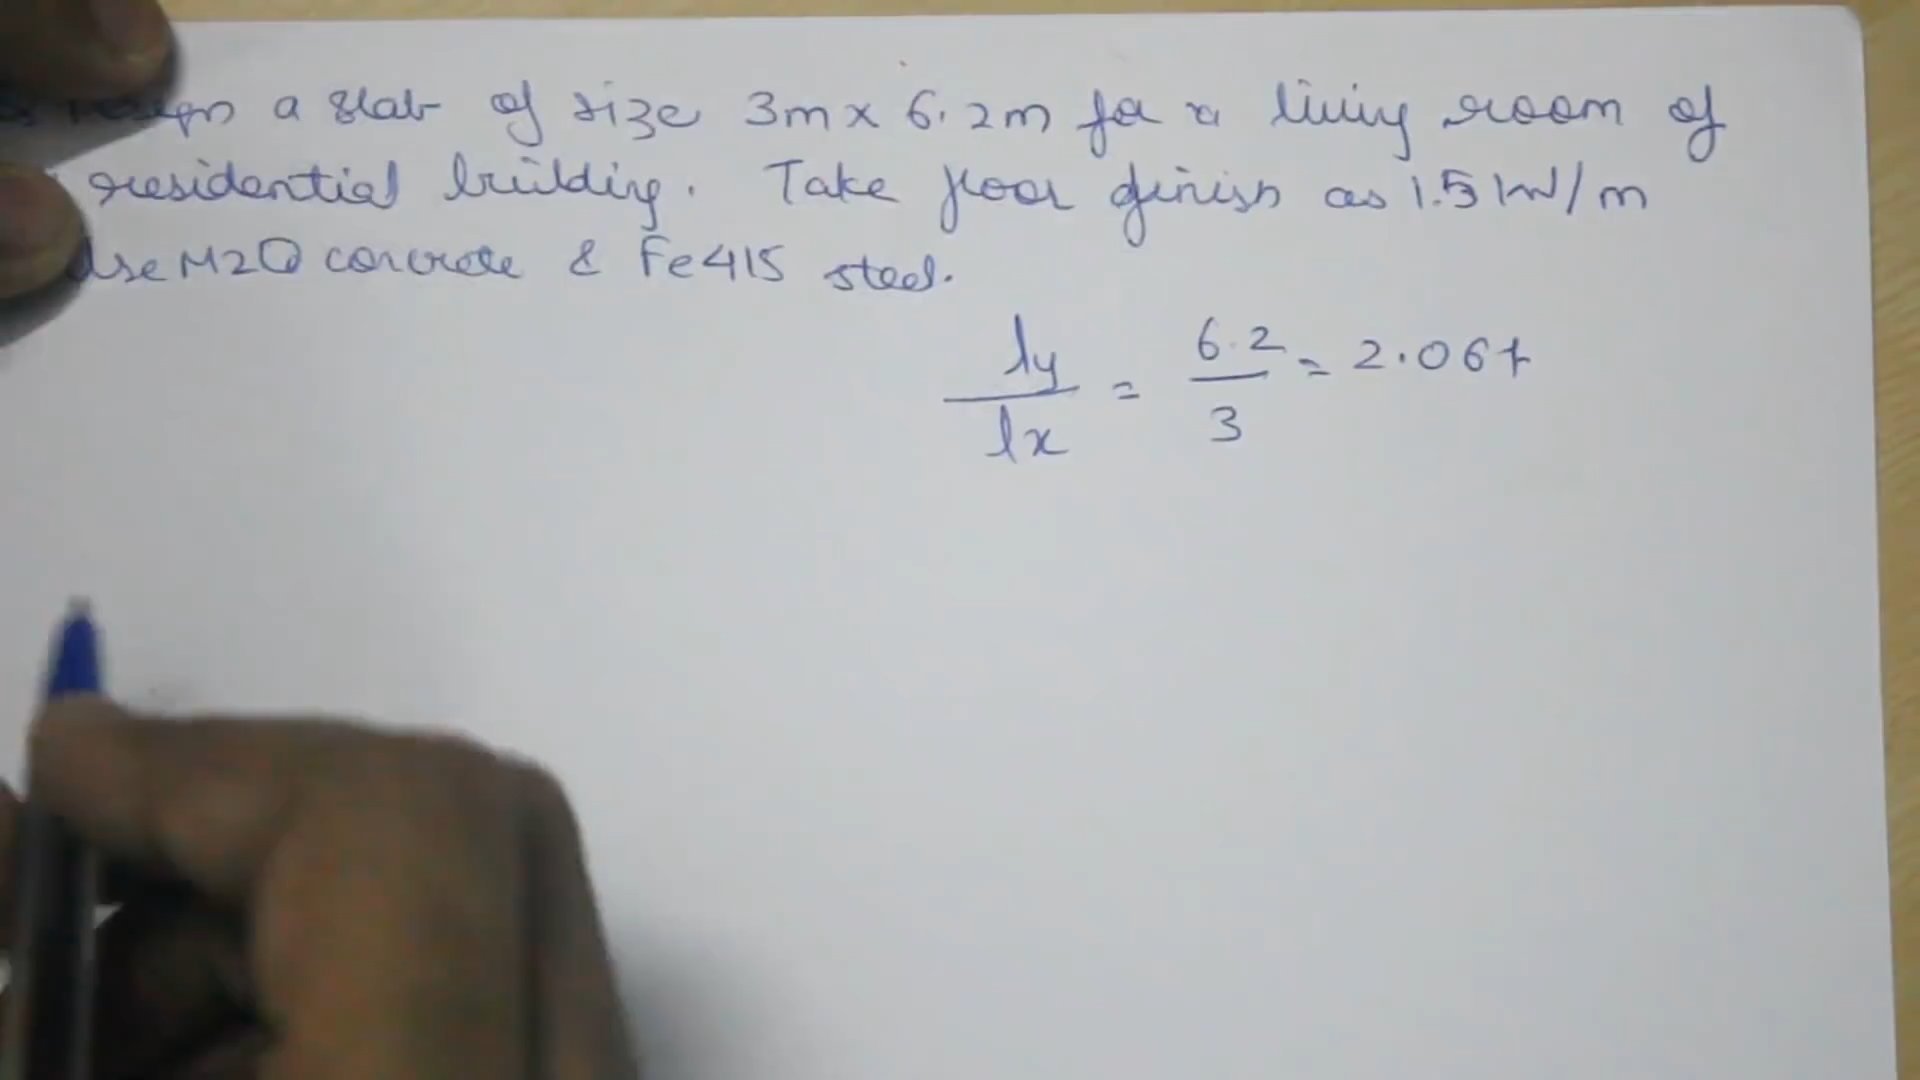 a slab of size 3m x 6.2m for a living room of
residential building. Take floor finish as 1.5 kN/m
Use M20 concrete & Fe415 steel.
ly/lx = 6.2/3 = 2.067